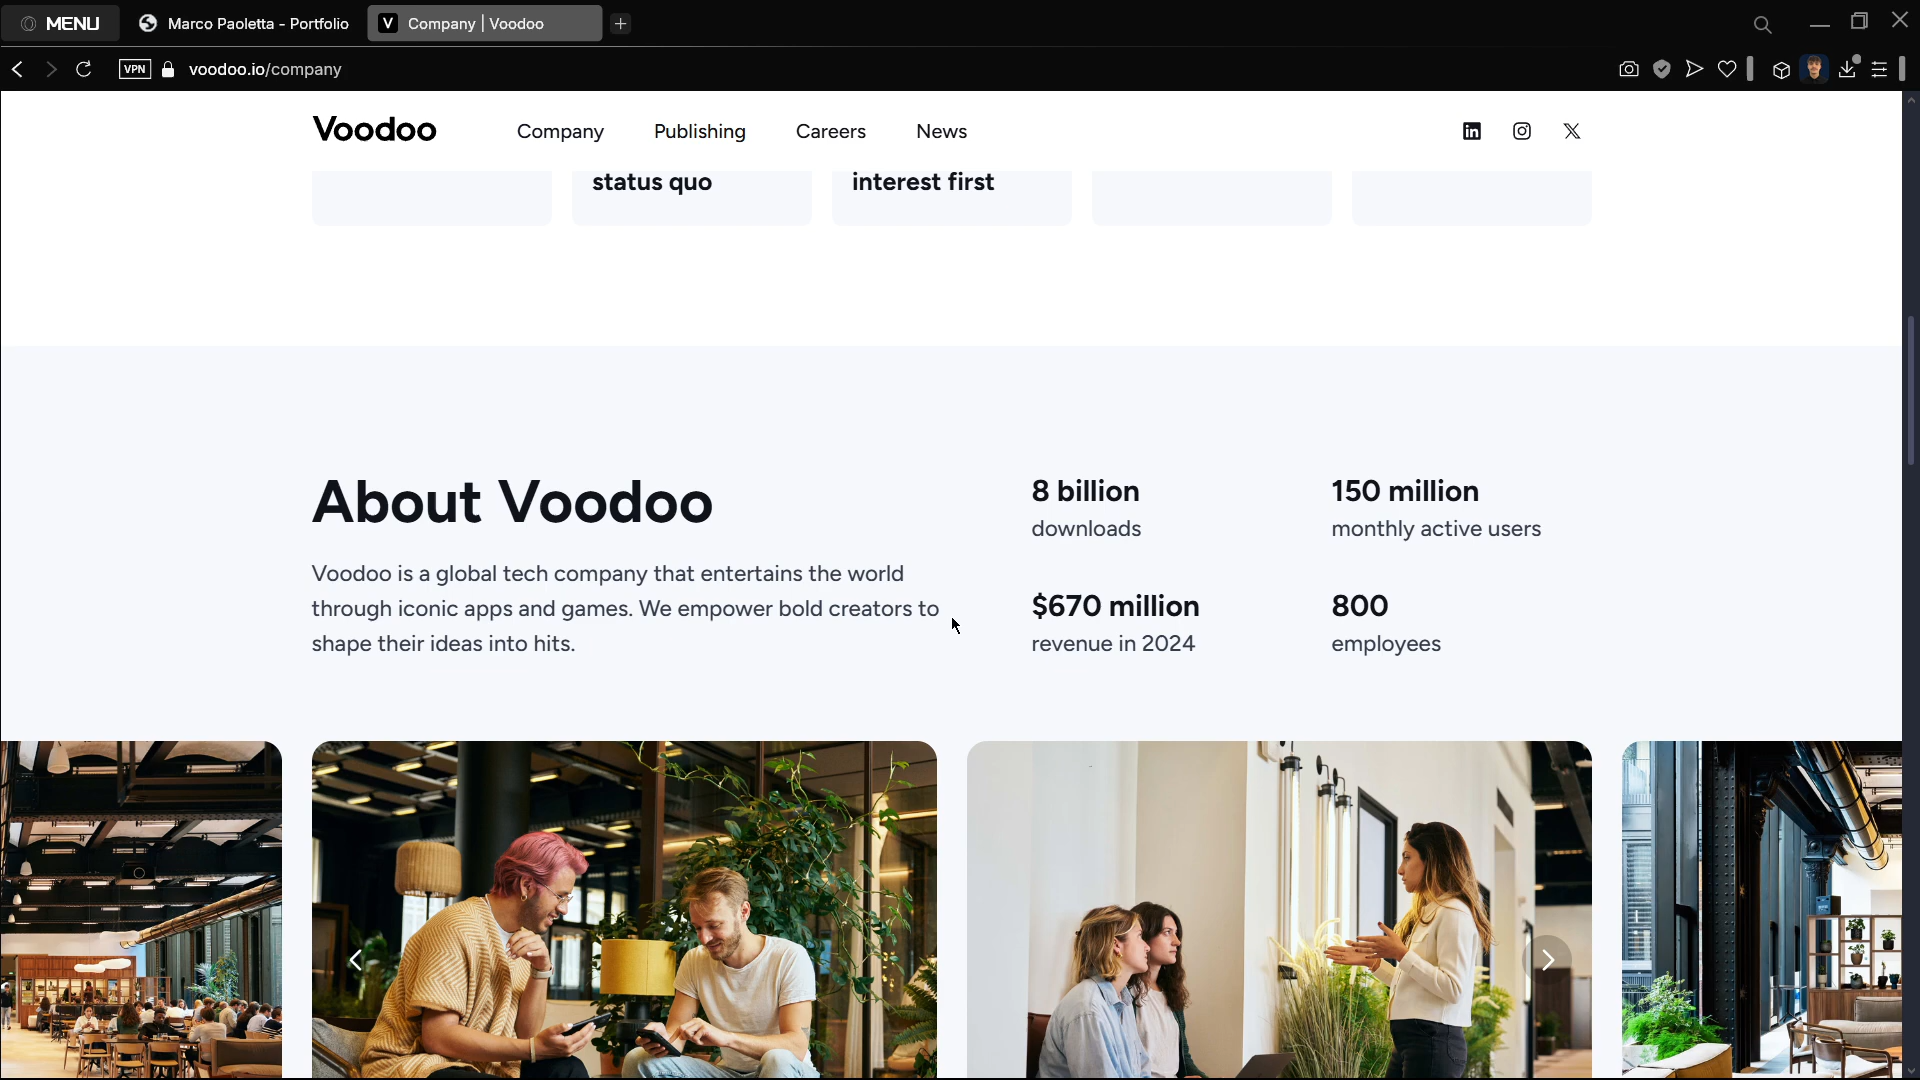 MENU
Marco Paoletta - Portfolio
V
Company | Voodoo
VPN
voodoo.io/company
Voodoo
Company
Publishing
Careers
News
in
status quo
interest first
About Voodoo
Voodoo is a global tech company that entertains the world
through iconic apps and games. We empower bold creators to
shape their ideas into hits.
8 billion
downloads
150 million
monthly active users
$670 million
revenue in 2024
800
employees